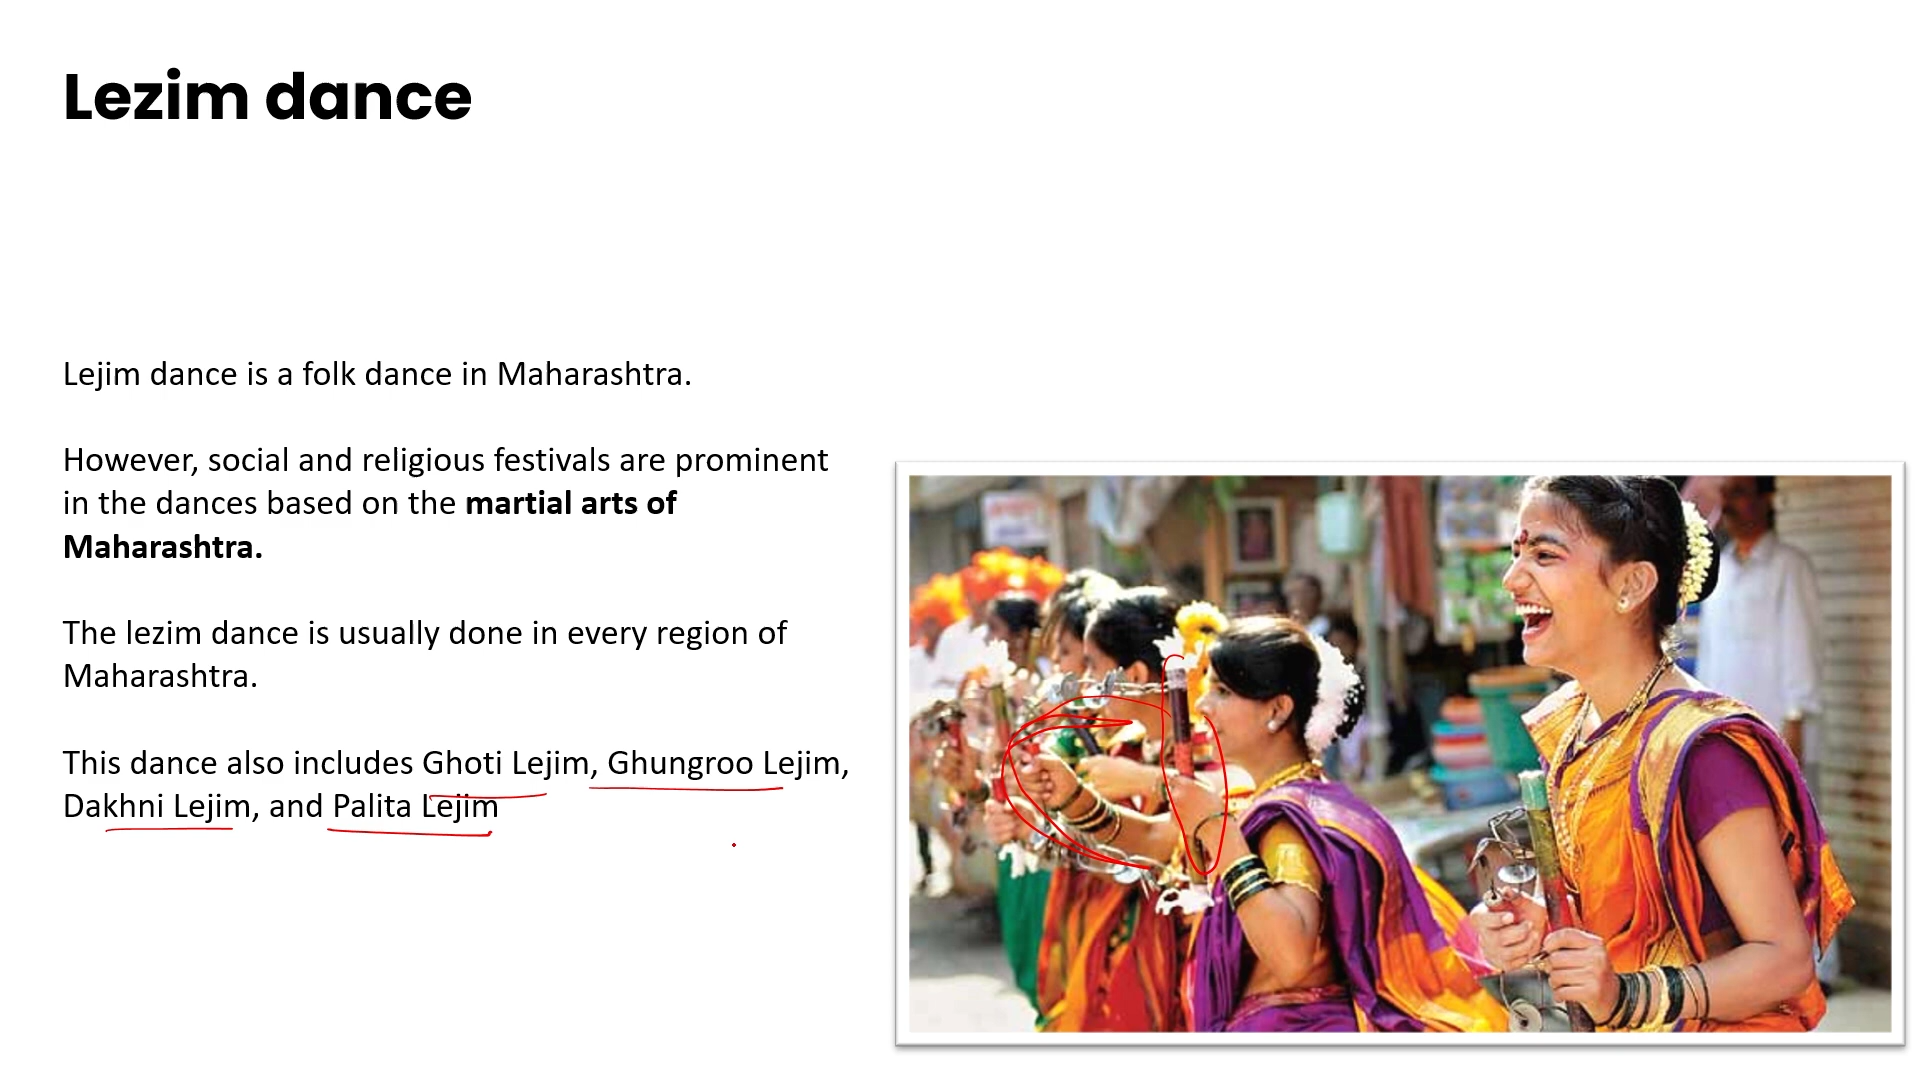 Lezim dance
Lejim dance is a folk dance in Maharashtra.
However, social and religious festivals are prominent
in the dances based on the martial arts of
Maharashtra.
The lezim dance is usually done in every region of
Maharashtra.
This dance also includes Ghoti Lejim, Ghungroo Lejim,
Dakhni Lejim, and Palita Lejim